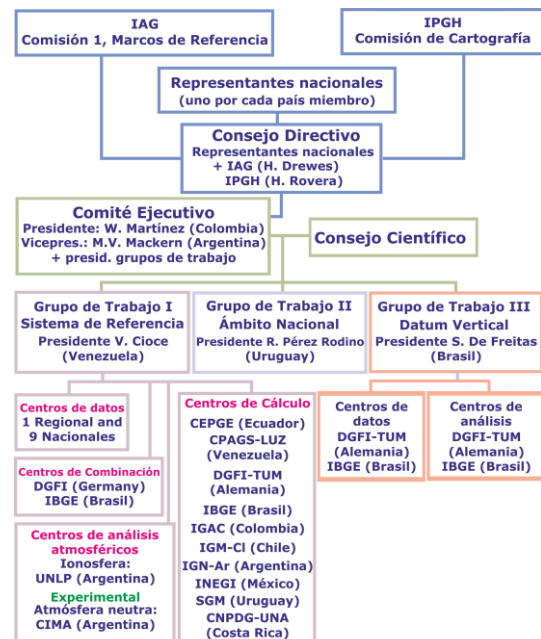 IAG
Comisión 1, Marcos de Referencia
IPGH
Comisión de Cartografía
Representantes nacionales
(uno por cada país miembro)
Consejo Directivo
Representantes nacionales
+ IAG (H. Drewes)
IPGH (H. Rovera)
Comité Ejecutivo
Presidente: W. Martínez (Colombia)
Vicepres.: M.V. Mackern (Argentina)
+ presid. grupos de trabajo
Consejo Científico
Grupo de Trabajo I
Sistema de Referencia
Presidente V. Cioce
(Venezuela)
Grupo de Trabajo II
Ámbito Nacional
Presidente R. Pérez Rodino
(Uruguay)
Grupo de Trabajo III
Datum Vertical
Presidente S. De Freitas
(Brasil)
Centros de datos
1 Regional and
9 Nacionales
Centros de Combinación
DGFI (Germany)
IBGE (Brasil)
Centros de análisis
atmosféricos
Ionosfera:
UNLP (Argentina)
Experimental
Atmósfera neutra:
CIMA (Argentina)
Centros de Cálculo
CEPGE (Ecuador)
CPAGS-LUZ
(Venezuela)
DGFI-TUM
(Alemania)
IBGE (Brasil)
IGAC (Colombia)
IGM-Cl (Chile)
IGN-Ar (Argentina)
INEGI (México)
SGM (Uruguay)
CNPDG-UNA
(Costa Rica)
Centros de
datos
DGFI-TUM
(Alemania)
IBGE (Brasil)
Centros de
análisis
DGFI-TUM
(Alemania)
IBGE (Brasil)